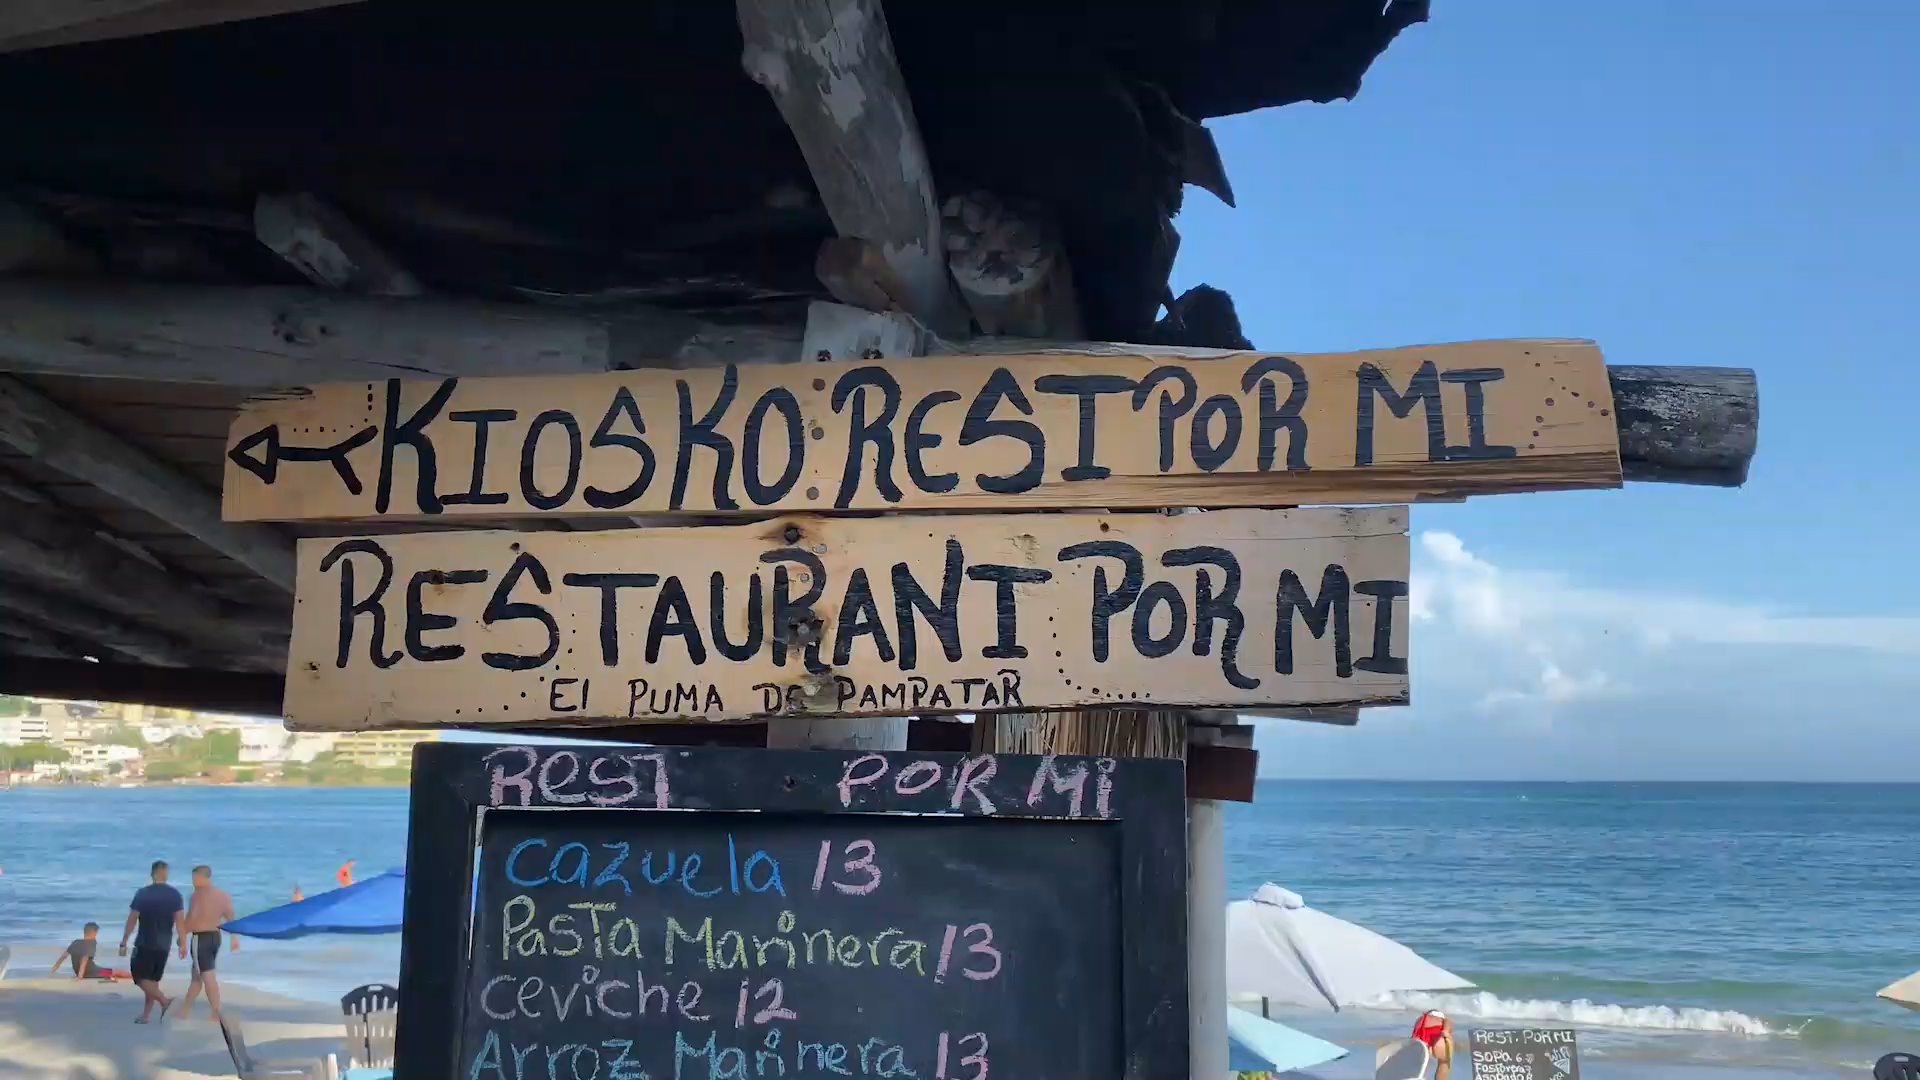 KIOSKO REST POR MI
RESTAURANT POR MI
El PUMA DE PAMPATAR
REST POR MI
Cazuela 13
Pasta Marinera 13
Ceviche 12
Arroz Marinera 13
REST. POR MI
SOPA 6